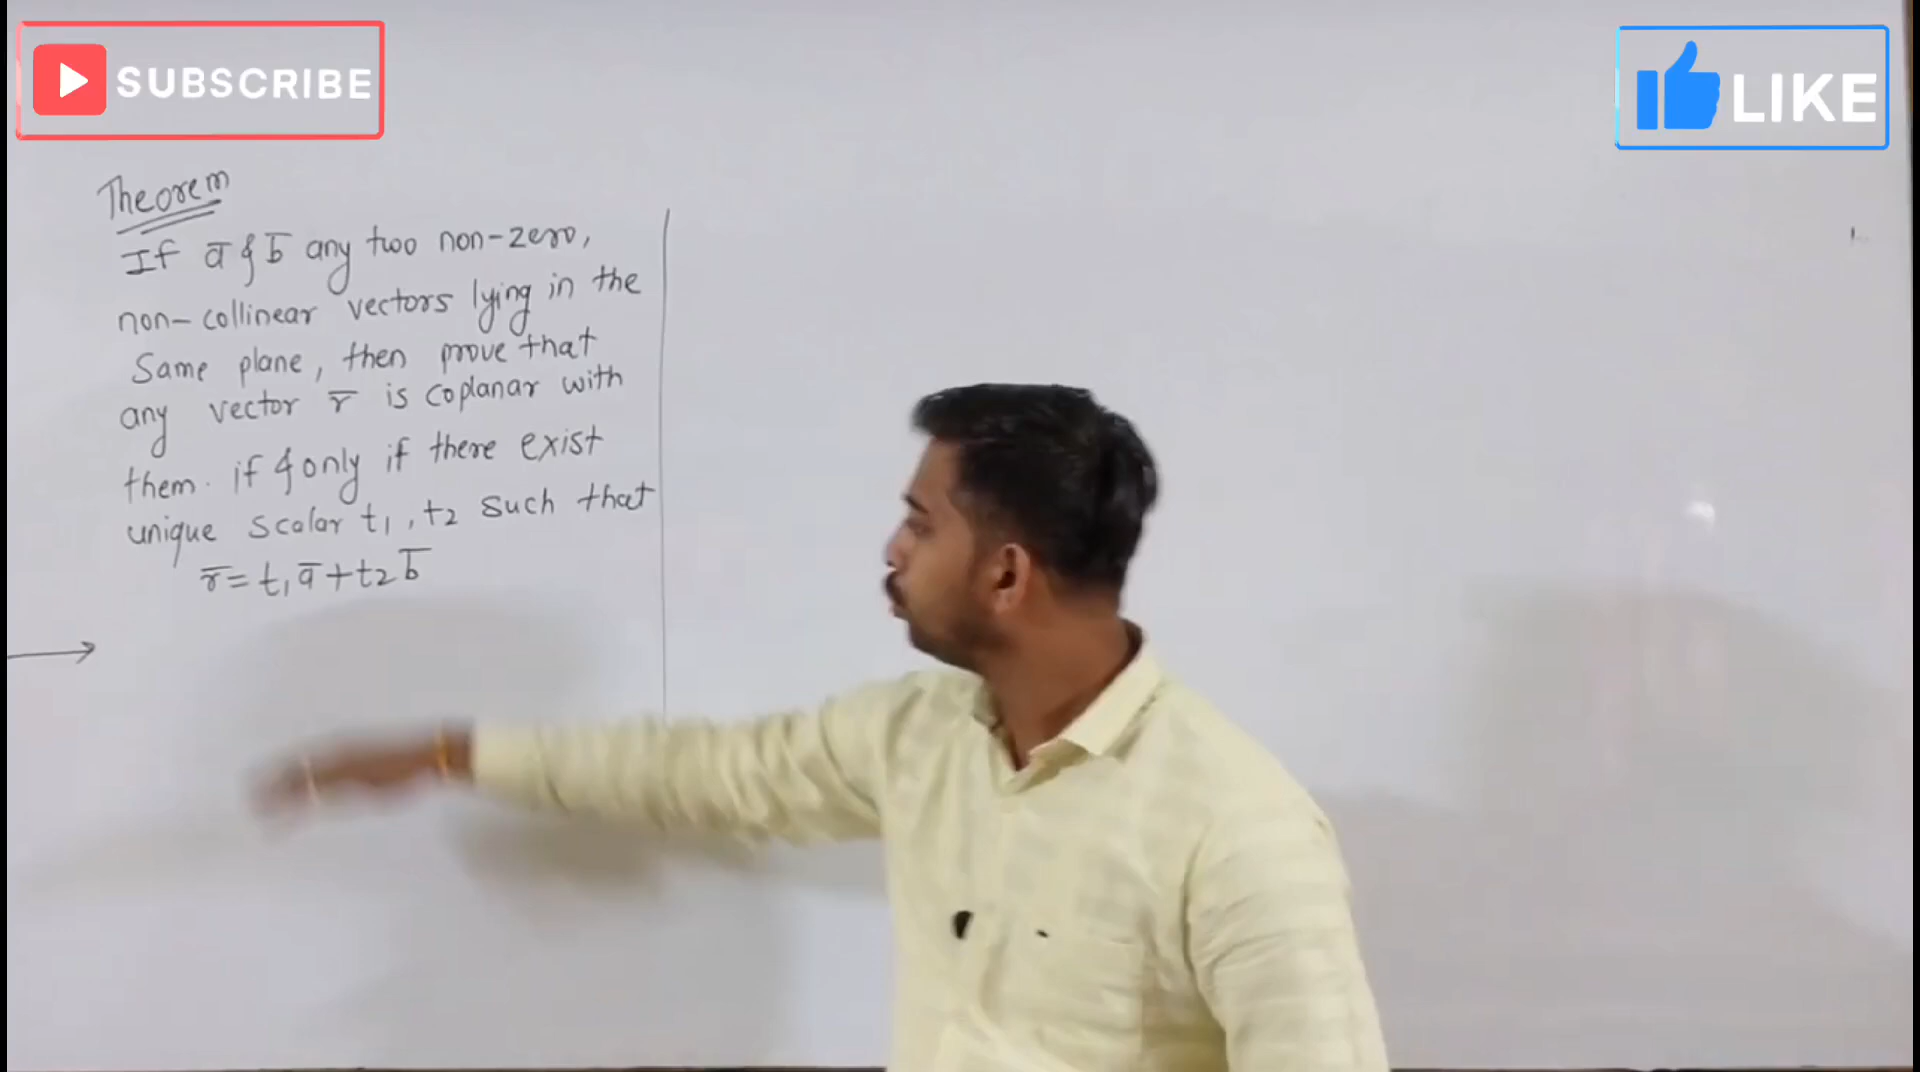 SUBSCRIBE
LIKE
Theorem
If a̅ & b̅ any two non-zero,
non-collinear vectors lying in the
Same plane, then prove that
any vector r̅ is coplanar with
them. if & only if there exist
unique scalar t₁, t₂ such that
r̅ = t₁a̅ + t₂b̅